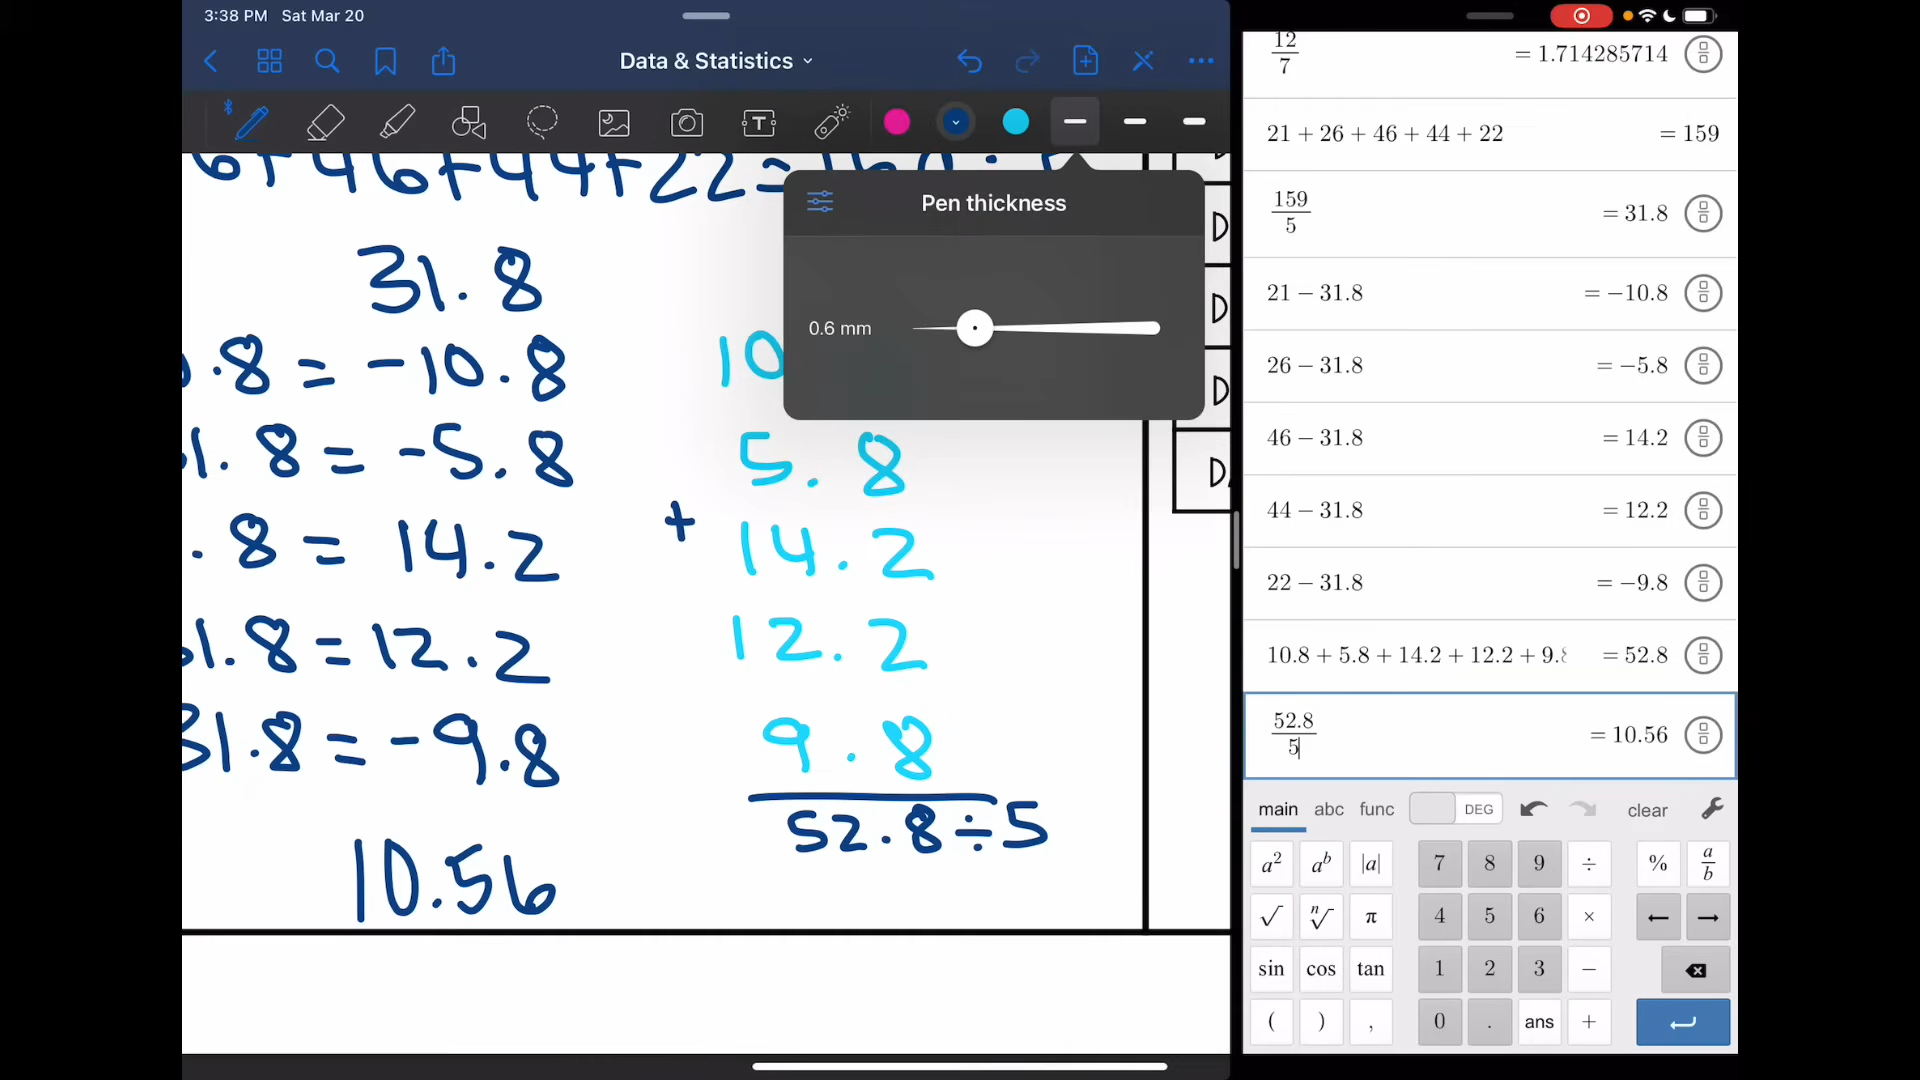 3:38 PM Sat Mar 20
Data & Statistics
T
6+46+44+22=159÷
Pen thickness
0.6 mm
31.8
.8 = -10.8
1.8 = -5.8
.8 = 14.2
1.8 = 12.2
31.8 = -9.8
10.56
10
5.8
+ 14.2
12.2
9.8
52.8÷5
D
D
D
D
12/7 = 1.714285714
21 + 26 + 46 + 44 + 22 = 159
159/5 = 31.8
21 − 31.8 = −10.8
26 − 31.8 = −5.8
46 − 31.8 = 14.2
44 − 31.8 = 12.2
22 − 31.8 = −9.8
10.8 + 5.8 + 14.2 + 12.2 + 9.8 = 52.8
52.8/5 = 10.56
main abc func DEG clear
a² aᵇ |a| 7 8 9 ÷ % a/b
√ ⁿ√ π 4 5 6 × ← →
sin cos tan 1 2 3 −
( ) , 0 . ans +